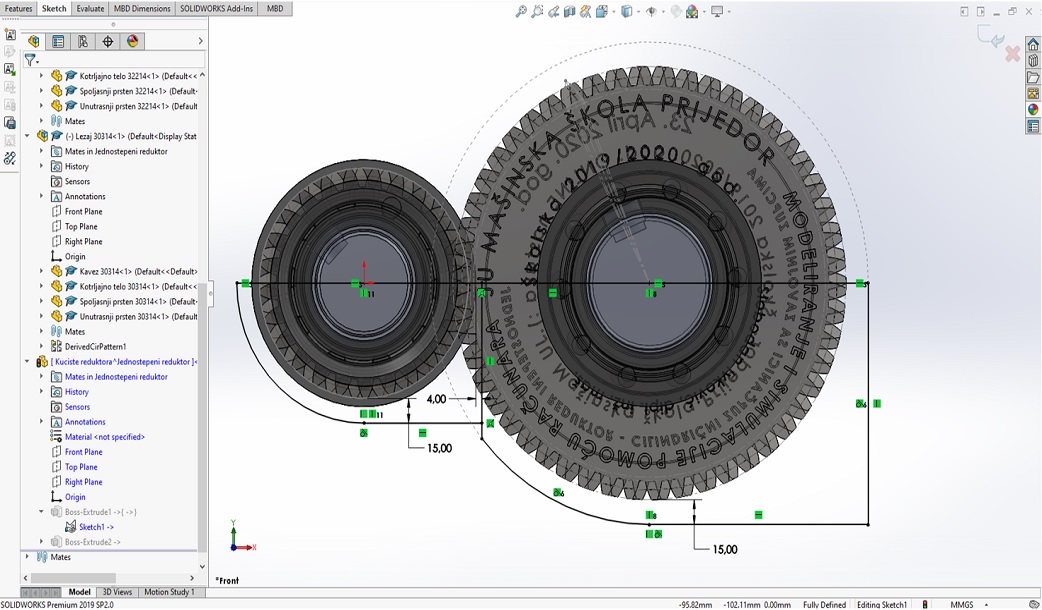 Features Sketch Evaluate MBD Dimensions SOLIDWORKS Add-Ins MBD
Kotrljajno telo 32214<1> (Default<<
Spoljasnji prsten 32214<1> (Default
Unutrasnji prsten 32214<1> (Default
Mates
(-) Lezaj 30314<1> (Default<Display Stat
Mates in Jednostepeni reduktor
History
Sensors
Annotations
Front Plane
Top Plane
Right Plane
Origin
Kavez 30314<1> (Default<<Default>
Kotrljajno telo 30314<1> (Default<<
Spoljasnji prsten 30314<1> (Default
Unutrasnji prsten 30314<1> (Default
Mates
DerivedCirPattern1
[ Kuciste reduktora^Jednostepeni reduktor ]<
Mates in Jednostepeni reduktor
History
Sensors
Annotations
Material <not specified>
Front Plane
Top Plane
Right Plane
Origin
Boss-Extrude1 ->{ ->}
Sketch1 ->
Boss-Extrude2 ->
Mates
JU MAŠINSKA ŠKOLA PRIJEDOR
MODELIRANJE I SIMULACIJE POMOĆU RAČUNARA
2019/2020 god.
23. April 2020. god.
4,00
15,00
15,00
Y
X
*Front
Model 3D Views Motion Study 1
SOLIDWORKS Premium 2019 SP2.0 -95.82mm -102.11mm 0.00mm Fully Defined Editing Sketch1 MMGS